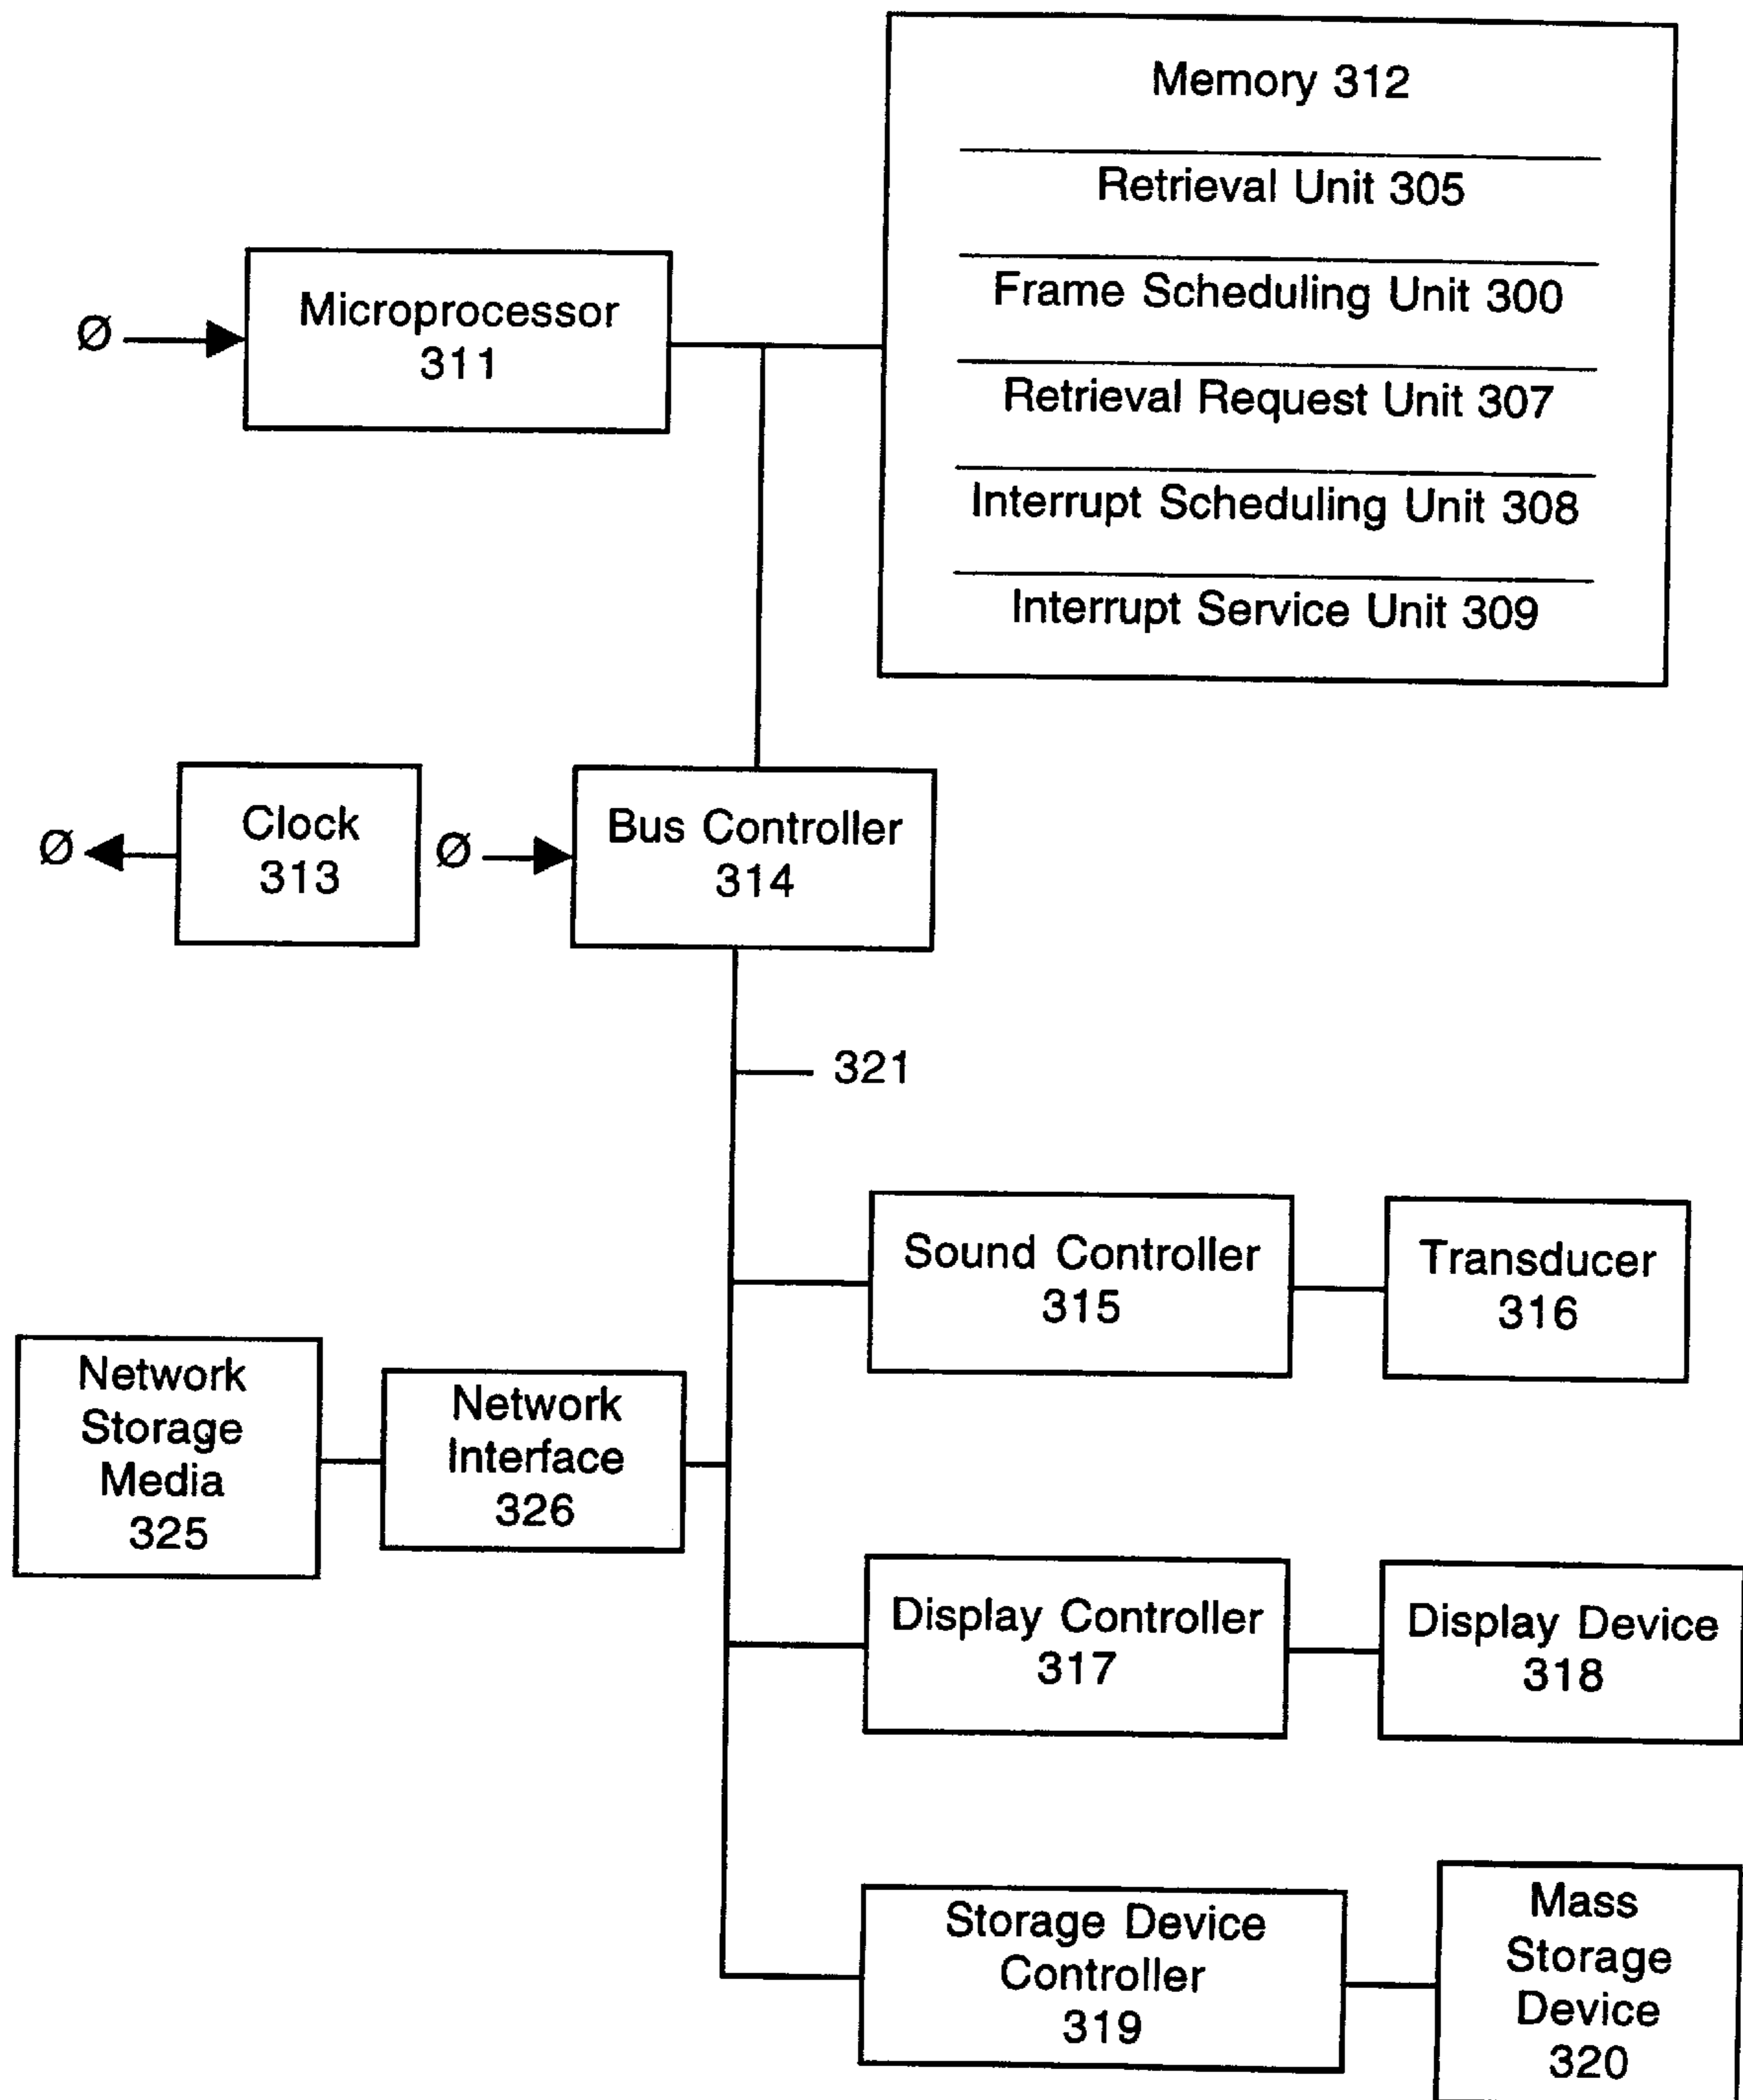 Memory 312
Retrieval Unit 305
Frame Scheduling Unit 300
Retrieval Request Unit 307
Interrupt Scheduling Unit 308
Interrupt Service Unit 309
Ø
Microprocessor
311
Ø
Clock
313
Ø
Bus Controller
314
321
Sound Controller
315
Transducer
316
Network
Storage
Media
325
Network
Interface
326
Display Controller
317
Display Device
318
Storage Device
Controller
319
Mass
Storage
Device
320